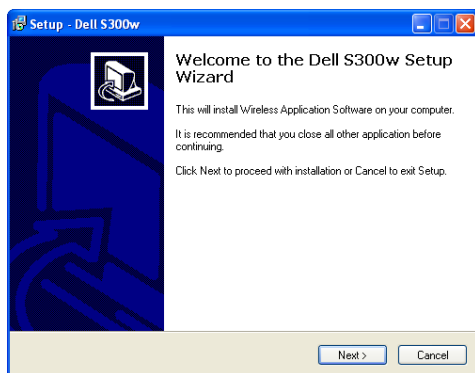 Setup - Dell S300w
Welcome to the Dell S300w Setup
Wizard
This will install Wireless Application Software on your computer.
It is recommended that you close all other application before
continuing.
Click Next to proceed with installation or Cancel to exit Setup.
Next >
Cancel